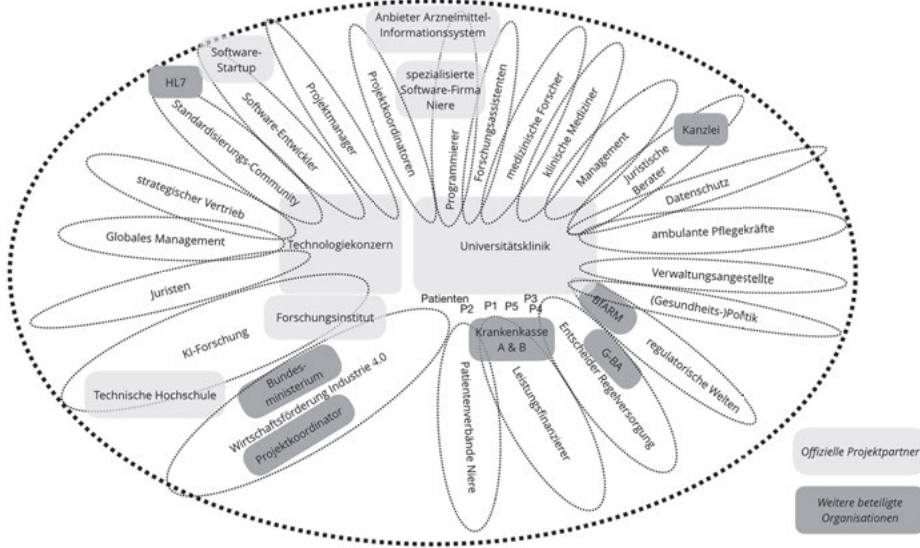 Anbieter Arzneimittel-
Informationssystem
Software-
Startup
HL7
spezialisierte
Software-Firma
Niere
Standardisierungs-Community
Software-Entwickler
Projektmanager
Projektkoordinatoren
Programmierer
Forschungsassistenten
medizinische Forscher
klinische Mediziner
Management
Juristische
Berater
Kanzlei
Datenschutz
strategischer Vertrieb
Globales Management
Technologiekonzern
Universitätsklinik
ambulante Pflegekräfte
Verwaltungsangestellte
(Gesundheits-)Politik
Juristen
KI-Forschung
Forschungsinstitut
Technische Hochschule
Bundes-
ministerium
Wirtschaftsförderung Industrie 4.0
Projektkoordinator
Patienten
P2
P1
P5
P3
P4
Krankenkasse
A & B
BfARM
G-BA
Patientenverbände Niere
Leistungsfinanzierer
Entscheider Regelversorgung
regulatorische Welten
Offizielle Projektpartner
Weitere beteiligte
Organisationen